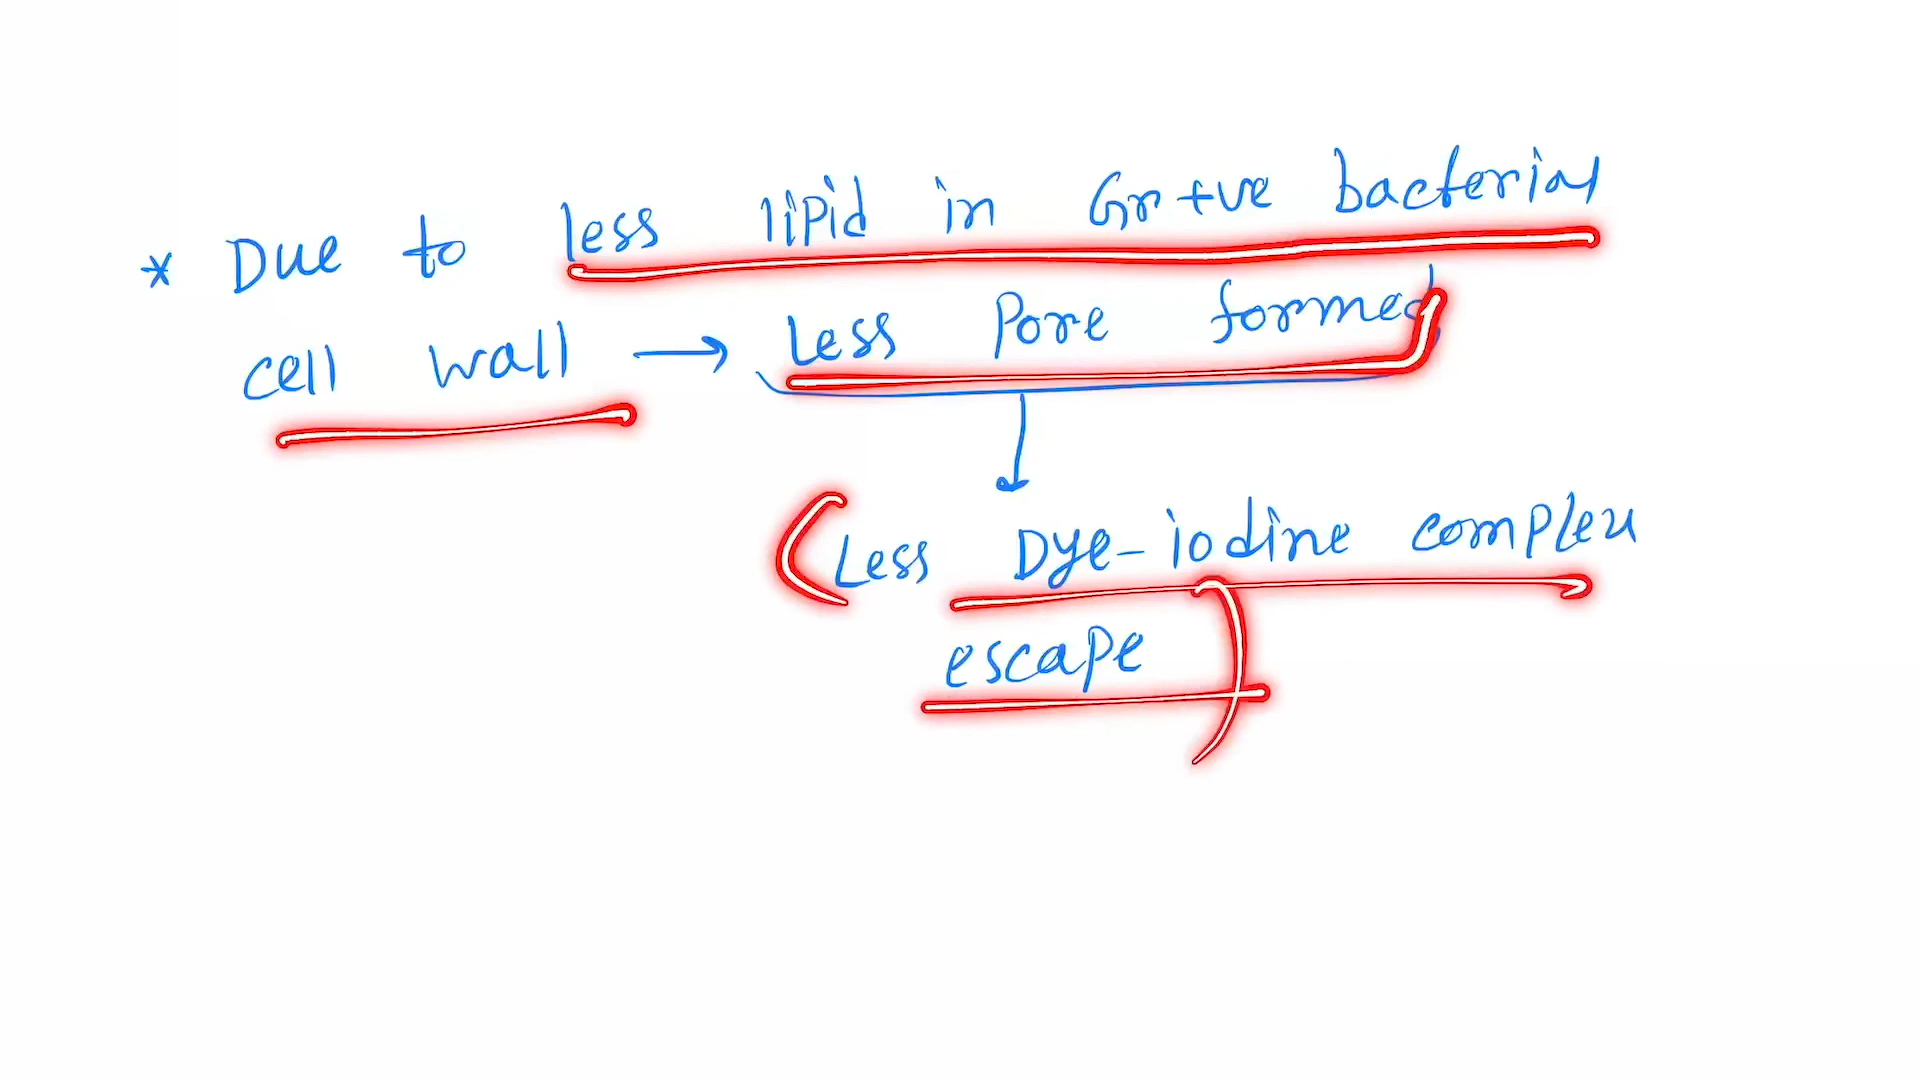 * Due to less lipid in Gr +ve bacterial
cell wall → Less Pore formed
↓
Less Dye-iodine complex
escape